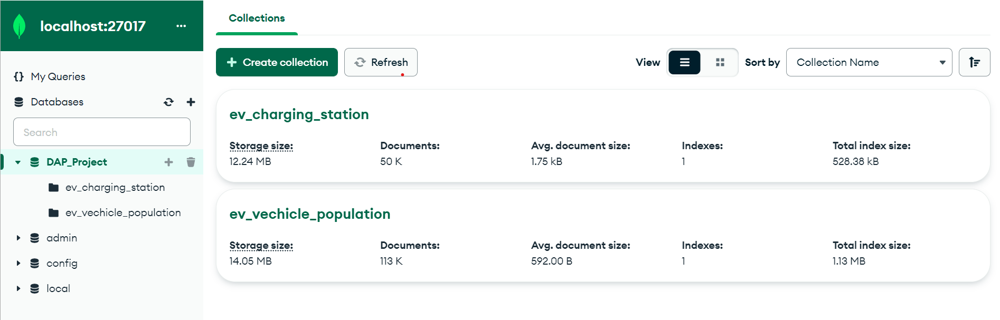 localhost:27017 ···
{} My Queries
Databases
Search
DAP_Project
ev_charging_station
ev_vechicle_population
admin
config
local
Collections
Create collection Refresh View Sort by Collection Name
ev_charging_station
Storage size: Documents: Avg. document size: Indexes: Total index size:
12.24 MB 50 K 1.75 kB 1 528.38 kB
ev_vechicle_population
Storage size: Documents: Avg. document size: Indexes: Total index size:
14.05 MB 113 K 592.00 B 1 1.13 MB